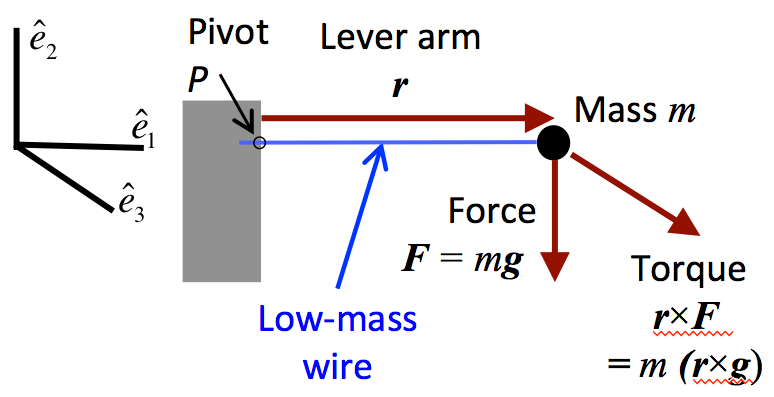 ê₂
ê₁
ê₃
Pivot
P
Lever arm
r
Mass m
Force
F = mg
Low-mass
wire
Torque
r×F
= m (r×g)